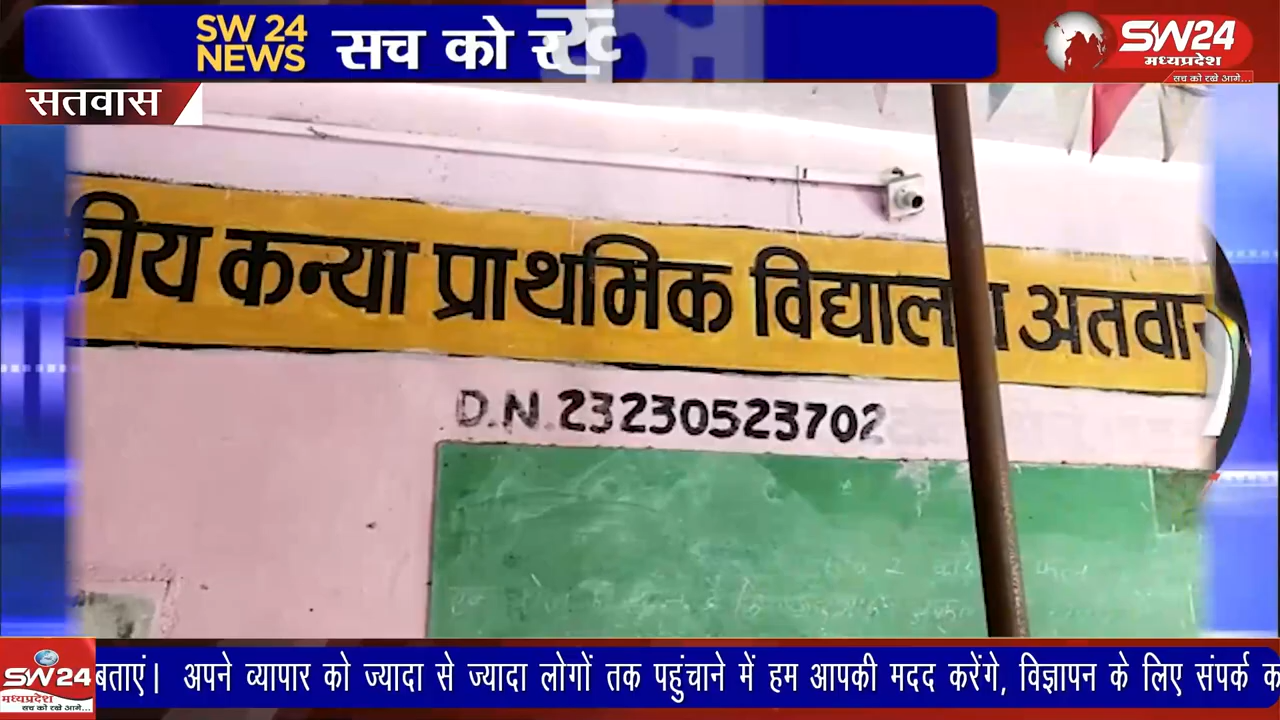 SW 24
NEWS
सच को
SW24
मध्यप्रदेश
सच को रखे आगे...
सतवास
कीय कन्या प्राथमिक विद्यालय अतवा
D.N.23230523702
SW24
मध्यप्रदेश
सच को रखे आगे...
बताएं। अपने व्यापार को ज्यादा से ज्यादा लोगों तक पहुंचाने में हम आपकी मदद करेंगे, विज्ञापन के लिए संपर्क क